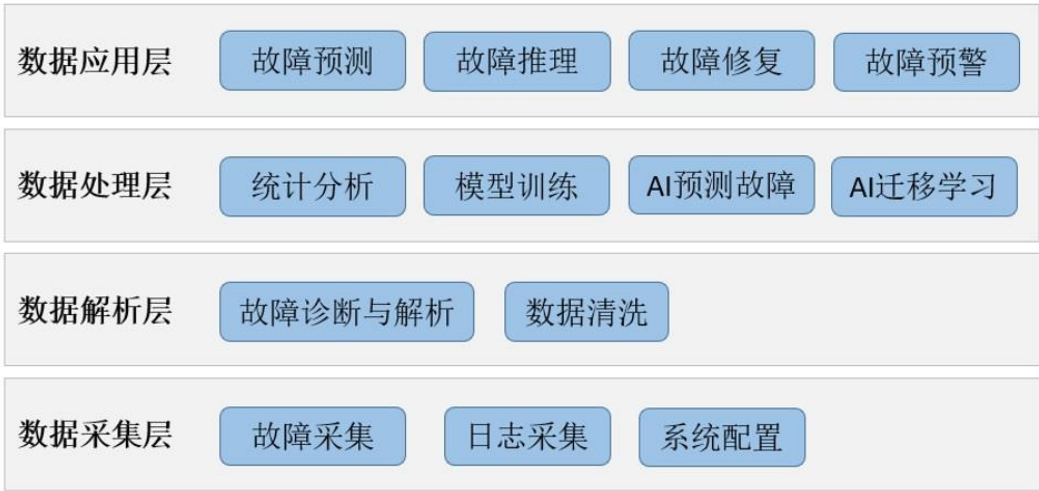 数据应用层 故障预测 故障推理 故障修复 故障预警
数据处理层 统计分析 模型训练 AI预测故障 AI迁移学习
数据解析层 故障诊断与解析 数据清洗
数据采集层 故障采集 日志采集 系统配置